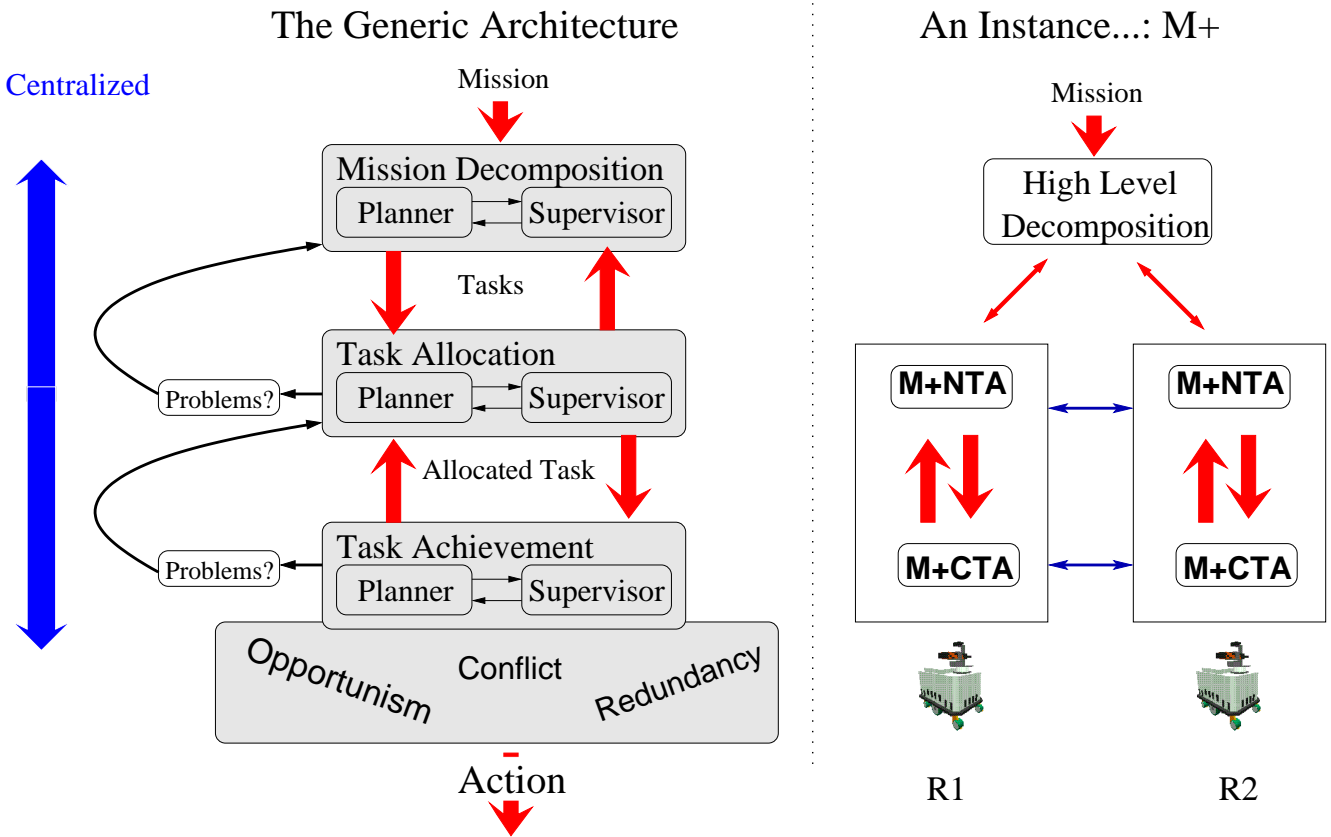 The Generic Architecture
Centralized
Mission
Mission Decomposition
Planner
Supervisor
Tasks
Task Allocation
Planner
Supervisor
Problems?
Allocated Task
Task Achievement
Planner
Supervisor
Problems?
Opportunism
Conflict
Redundancy
Action
An Instance...: M+
Mission
High Level
Decomposition
M+NTA
M+NTA
M+CTA
M+CTA
R1
R2